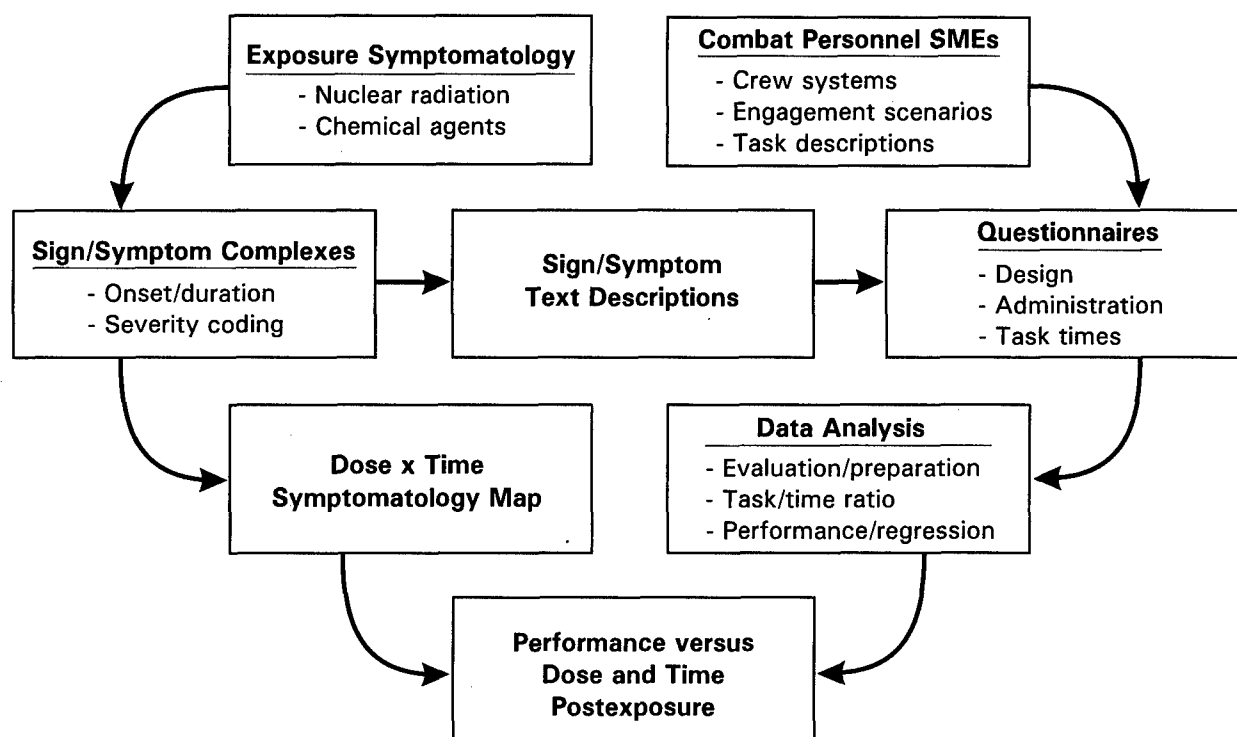 Exposure Symptomatology
- Nuclear radiation
- Chemical agents
Combat Personnel SMEs
- Crew systems
- Engagement scenarios
- Task descriptions
Sign/Symptom Complexes
- Onset/duration
- Severity coding
Sign/Symptom
Text Descriptions
Questionnaires
- Design
- Administration
- Task times
Dose x Time
Symptomatology Map
Data Analysis
- Evaluation/preparation
- Task/time ratio
- Performance/regression
Performance versus
Dose and Time
Postexposure